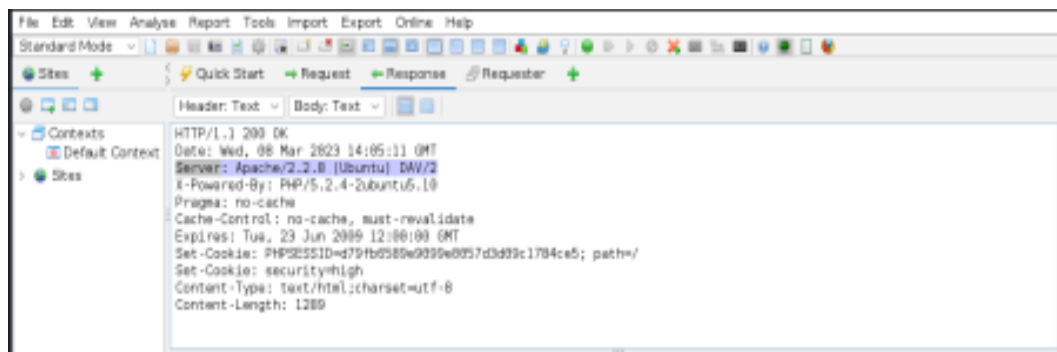 File Edit View Analyse Report Tools Import Export Online Help
Standard Mode
Sites
Quick Start Request Response Requester
Header: Text Body: Text
Contexts
Default Context
Sites
HTTP/1.1 200 OK
Date: Wed, 08 Mar 2023 14:05:11 GMT
Server: Apache/2.2.8 (Ubuntu) DAV/2
X-Powered-By: PHP/5.2.4-2ubuntu5.10
Pragma: no-cache
Cache-Control: no-cache, must-revalidate
Expires: Tue, 23 Jun 2009 12:00:00 GMT
Set-Cookie: path=/
Set-Cookie: security=high
Content-Type: text/html;charset=utf-8
Content-Length: 1289